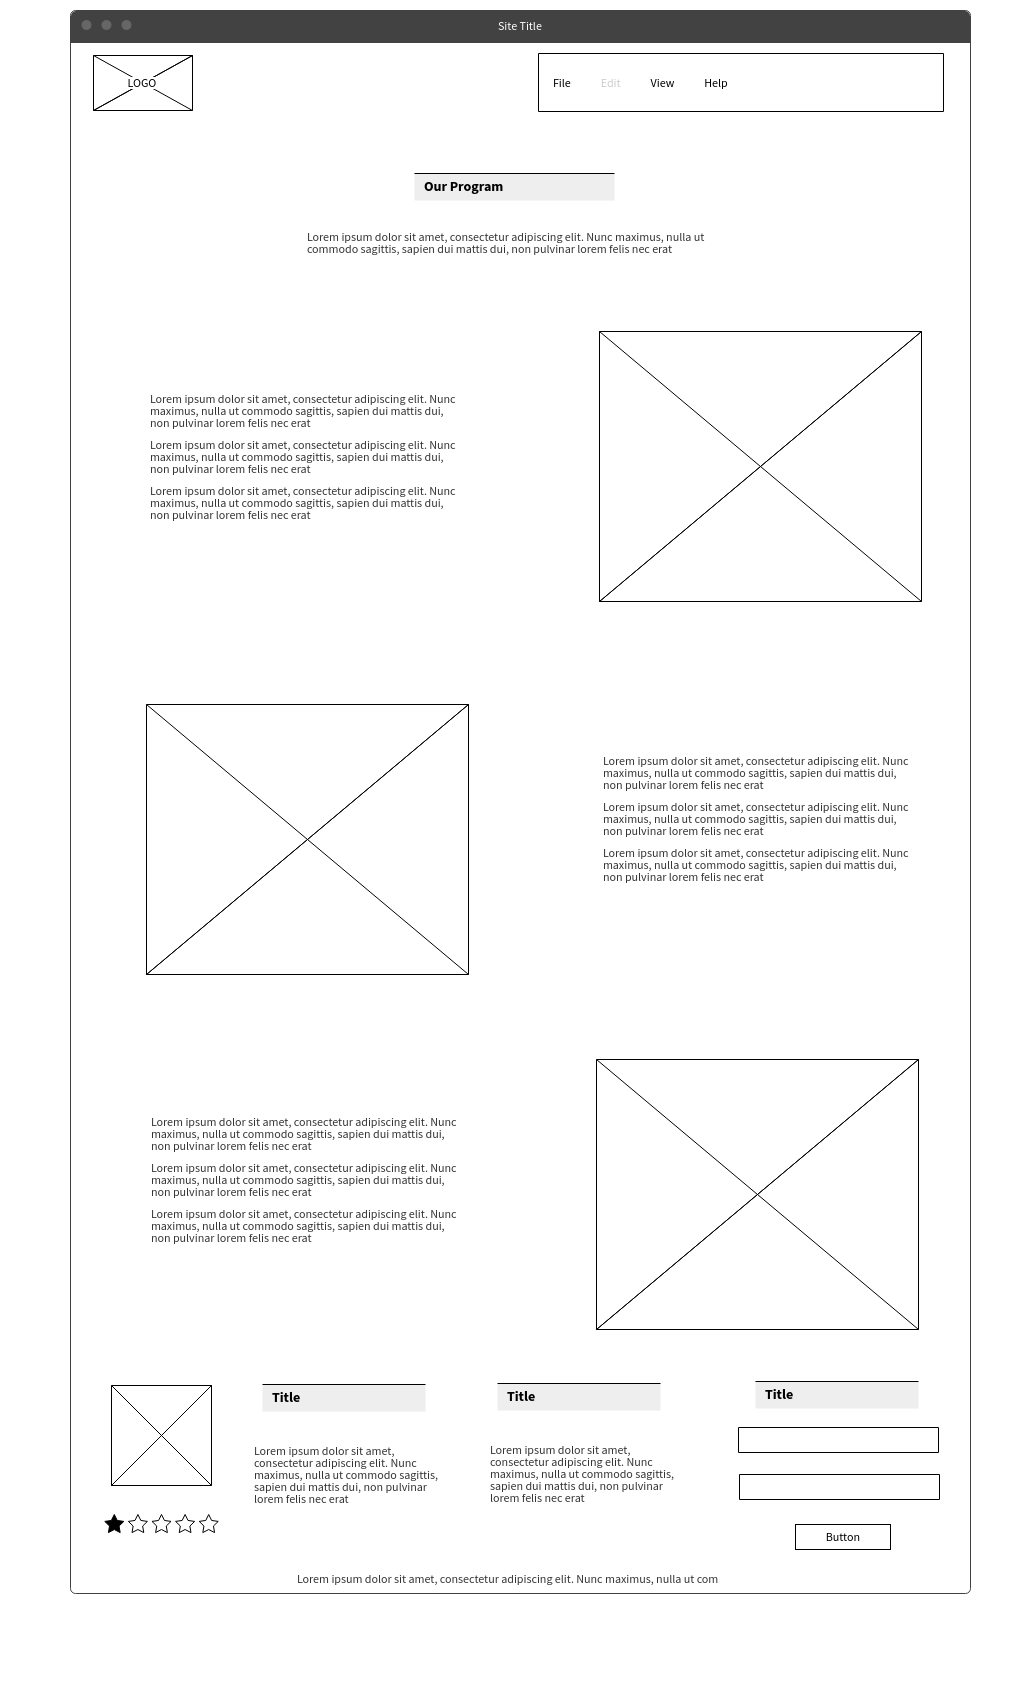 Site Title
LOGO
File Edit View Help
Our Program
Lorem ipsum dolor sit amet, consectetur adipiscing elit. Nunc maximus, nulla ut
commodo sagittis, sapien dui mattis dui, non pulvinar lorem felis nec erat
Lorem ipsum dolor sit amet, consectetur adipiscing elit. Nunc
maximus, nulla ut commodo sagittis, sapien dui mattis dui,
non pulvinar lorem felis nec erat
Lorem ipsum dolor sit amet, consectetur adipiscing elit. Nunc
maximus, nulla ut commodo sagittis, sapien dui mattis dui,
non pulvinar lorem felis nec erat
Lorem ipsum dolor sit amet, consectetur adipiscing elit. Nunc
maximus, nulla ut commodo sagittis, sapien dui mattis dui,
non pulvinar lorem felis nec erat
Lorem ipsum dolor sit amet, consectetur adipiscing elit. Nunc
maximus, nulla ut commodo sagittis, sapien dui mattis dui,
non pulvinar lorem felis nec erat
Lorem ipsum dolor sit amet, consectetur adipiscing elit. Nunc
maximus, nulla ut commodo sagittis, sapien dui mattis dui,
non pulvinar lorem felis nec erat
Lorem ipsum dolor sit amet, consectetur adipiscing elit. Nunc
maximus, nulla ut commodo sagittis, sapien dui mattis dui,
non pulvinar lorem felis nec erat
Lorem ipsum dolor sit amet, consectetur adipiscing elit. Nunc
maximus, nulla ut commodo sagittis, sapien dui mattis dui,
non pulvinar lorem felis nec erat
Lorem ipsum dolor sit amet, consectetur adipiscing elit. Nunc
maximus, nulla ut commodo sagittis, sapien dui mattis dui,
non pulvinar lorem felis nec erat
Lorem ipsum dolor sit amet, consectetur adipiscing elit. Nunc
maximus, nulla ut commodo sagittis, sapien dui mattis dui,
non pulvinar lorem felis nec erat
Title
Lorem ipsum dolor sit amet,
consectetur adipiscing elit. Nunc
maximus, nulla ut commodo sagittis,
sapien dui mattis dui, non pulvinar
lorem felis nec erat
Title
Lorem ipsum dolor sit amet,
consectetur adipiscing elit. Nunc
maximus, nulla ut commodo sagittis,
sapien dui mattis dui, non pulvinar
lorem felis nec erat
Title
Button
Lorem ipsum dolor sit amet, consectetur adipiscing elit. Nunc maximus, nulla ut com